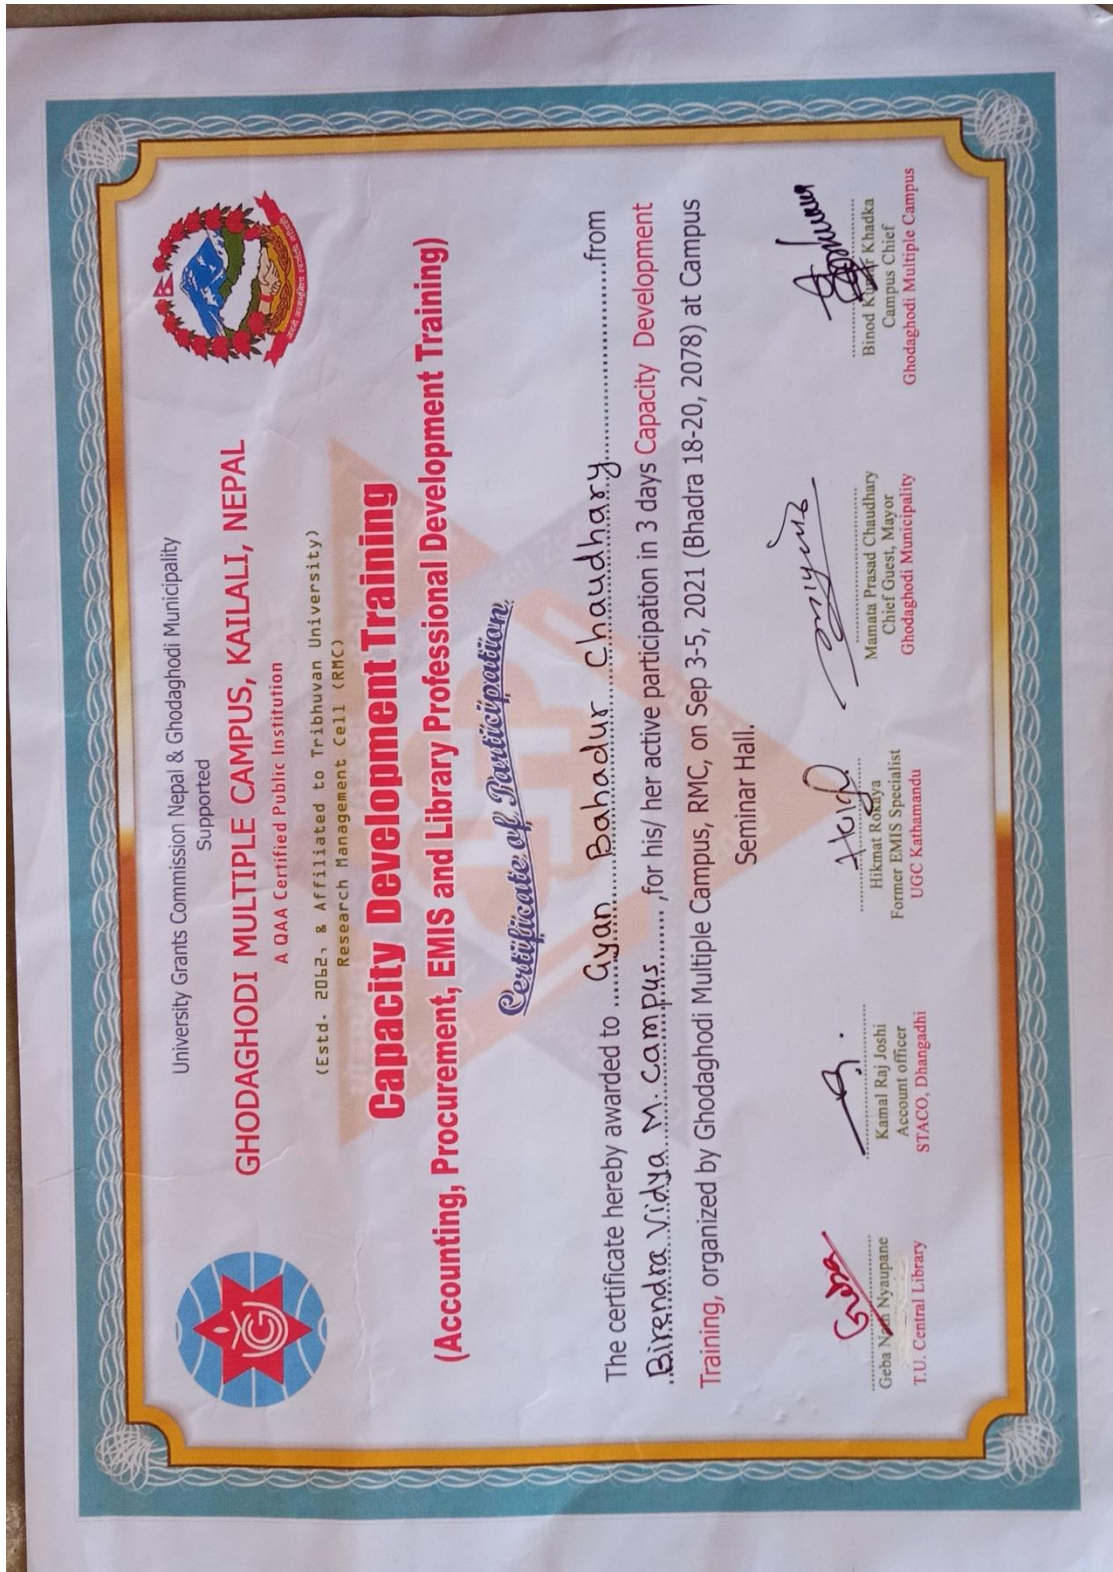 University Grants Commission Nepal & Ghodaghodi Municipality
Supported
GHODAGHODI MULTIPLE CAMPUS, KAILALI, NEPAL
A QAA Certified Public Institution
(Estd. 2062, & Affiliated to Tribhuvan University)
Research Management Cell (RMC)
Capacity Development Training
(Accounting, Procurement, EMIS and Library Professional Development Training)
Certificate of Participation
The certificate hereby awarded to ....Gyan Bahadur Chaudhary....from
..Birendra Vidya M. Campus.... ,for his/ her active participation in 3 days Capacity Development
Training, organized by Ghodaghodi Multiple Campus, RMC, on Sep 3-5, 2021 (Bhadra 18-20, 2078) at Campus
Seminar Hall.
Geba Nath Nyaupane
T.U. Central Library
Kamal Raj Joshi
Account officer
STACO, Dhangadhi
Hikmat Rokaya
Former EMIS Specialist
UGC Kathamandu
Mamata Prasad Chaudhary
Chief Guest, Mayor
Ghodaghodi Municipality
Binod Kumar Khadka
Campus Chief
Ghodaghodi Multiple Campus